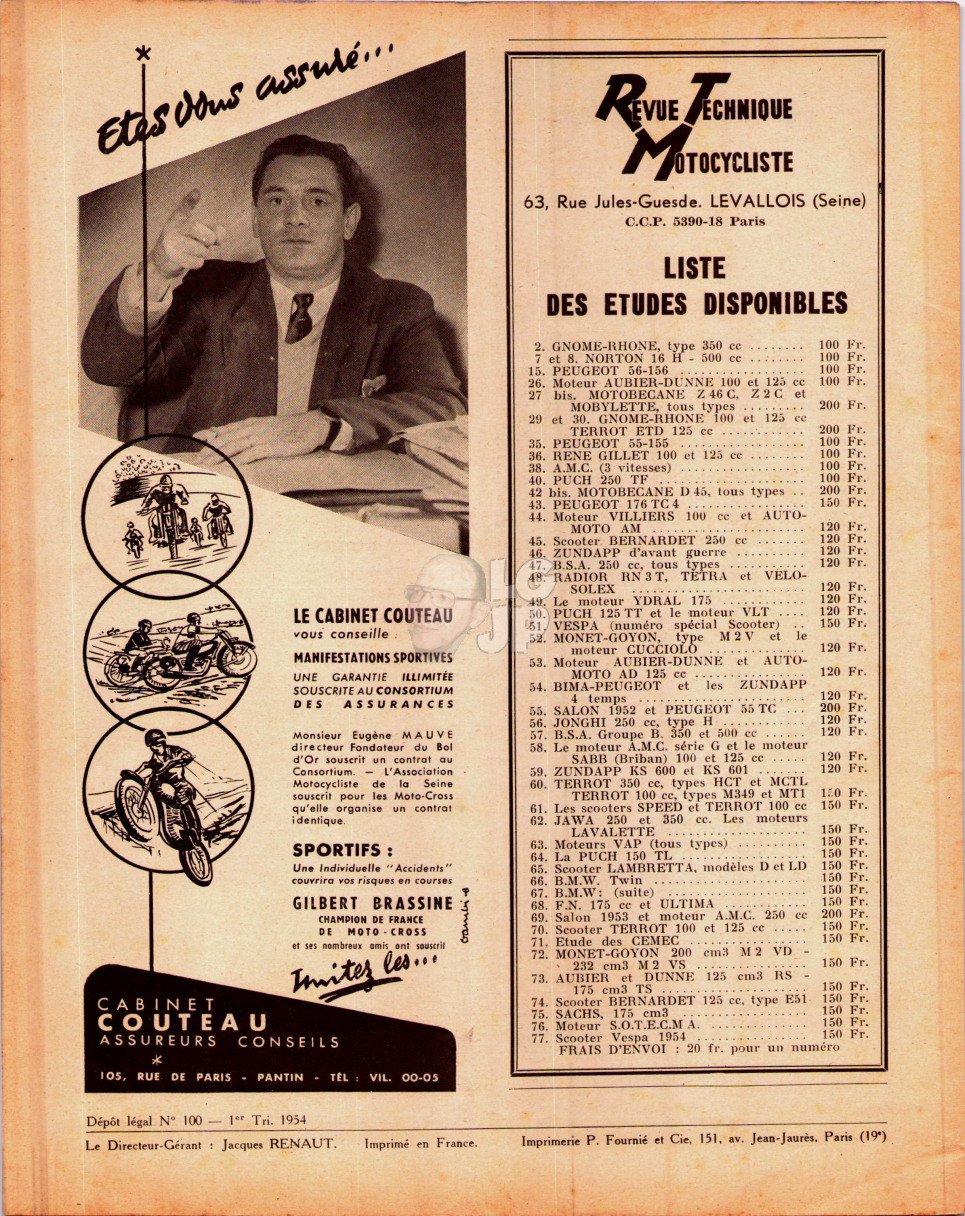 Etes Vous assuré...
LE CABINET COUTEAU
vous conseille :
MANIFESTATIONS SPORTIVES
UNE GARANTIE ILLIMITÉE
SOUSCRITE AU CONSORTIUM
DES ASSURANCES
Monsieur Eugène MAUVE
directeur Fondateur du Bol
d'Or souscrit un contrat au
Consortium. — L'Association
Motocycliste de la Seine
souscrit pour les Moto-Cross
qu'elle organise un contrat
identique.
SPORTIFS :
Une Individuelle "Accidents"
couvrira vos risques en courses
GILBERT BRASSINE
CHAMPION DE FRANCE
DE MOTO-CROSS
et ses nombreux amis ont souscrit
Imitez les...
CABINET
COUTEAU
ASSUREURS CONSEILS
*
105, RUE DE PARIS - PANTIN - TÉL : VIL. 00-05
REVUE TECHNIQUE
MOTOCYCLISTE
63, Rue Jules-Guesde. LEVALLOIS (Seine)
C.C.P. 5390-18 Paris
LISTE
DES ETUDES DISPONIBLES
2. GNOME-RHONE, type 350 cc ........ 100 Fr.
7 et 8. NORTON 16 H - 500 cc ........ 100 Fr.
15. PEUGEOT 56-156 .................. 100 Fr.
26. Moteur AUBIER-DUNNE 100 et 125 cc 100 Fr.
27 bis. MOTOBECANE Z 46 C, Z 2 C et
MOBYLETTE, tous types ......... 200 Fr.
29 et 30. GNOME-RHONE 100 et 125 cc
TERROT ETD 125 cc ............ 200 Fr.
35. PEUGEOT 55-155 .................. 100 Fr.
36. RENE GILLET 100 et 125 cc ........ 100 Fr.
38. A.M.C. (3 vitesses) .................. 100 Fr.
40. PUCH 250 TF ..................... 100 Fr.
42 bis. MOTOBECANE D 45, tous types .. 200 Fr.
43. PEUGEOT 176 TC 4 .................. 150 Fr.
44. Moteur VILLIERS 100 cc et AUTO-
MOTO AM ...................... 120 Fr.
45. Scooter BERNARDET 250 cc ........ 120 Fr.
46. ZUNDAPP d'avant guerre ........... 120 Fr.
47. B.S.A. 250 cc, tous types ........... 120 Fr.
48. RADIOR RN 3 T, TETRA et VELO-
SOLEX ......................... 120 Fr.
49. Le moteur YDRAL 175 ............. 120 Fr.
50. PUCH 125 TT et le moteur VLT .... 120 Fr.
51. VESPA (numéro spécial Scooter) .. 150 Fr.
52. MONET-GOYON, type M 2 V et le
moteur CUCCIOLO ............... 120 Fr.
53. Moteur AUBIER-DUNNE et AUTO-
MOTO AD 125 cc ................ 120 Fr.
54. BIMA-PEUGEOT et les ZUNDAPP
4 temps ........................ 120 Fr.
55. SALON 1952 et PEUGEOT 55 TC ... 200 Fr.
56. JONGHI 250 cc, type H ............ 120 Fr.
57. B.S.A. Groupe B. 350 et 500 cc ...... 120 Fr.
58. Le moteur A.M.C. série G et le moteur
SABB (Briban) 100 et 125 cc ..... 120 Fr.
59. ZUNDAPP KS 600 et KS 601 ....... 120 Fr.
60. TERROT 350 cc, types HCT et MCTL
TERROT 100 cc, types M349 et MT1 150 Fr.
61. Les scooters SPEED et TERROT 100 cc 150 Fr.
62. JAWA 250 et 350 cc. Les moteurs
LAVALETTE .................... 150 Fr.
63. Moteurs VAP (tous types) .......... 150 Fr.
64. La PUCH 150 TL .................. 150 Fr.
65. Scooter LAMBRETTA, modèles D et LD 150 Fr.
66. B.M.W. Twin ..................... 150 Fr.
67. B.M.W: (suite) .................... 150 Fr.
68. F.N. 175 cc et ULTIMA ............ 150 Fr.
69. Salon 1953 et moteur A.M.C. 250 cc 200 Fr.
70. Scooter TERROT 100 et 125 cc ..... 150 Fr.
71. Etude des CEMEC ................. 150 Fr.
72. MONET-GOYON 200 cm3 M 2 VD -
232 cm3 M 2 VS ................ 150 Fr.
73. AUBIER et DUNNE 125 cm3 RS -
175 cm3 TS ..................... 150 Fr.
74. Scooter BERNARDET 125 cc, type E51 150 Fr.
75. SACHS, 175 cm3 ................... 150 Fr.
76. Moteur S.O.T.E.C.M A. ............. 150 Fr.
77. Scooter Vespa 1954 ................ 150 Fr.
FRAIS D'ENVOI : 20 fr. pour un numéro
Dépôt légal N° 100 — 1er Tri. 1954
Le Directeur-Gérant : Jacques RENAUT. Imprimé en France. Imprimerie P. Fournié et Cie, 151, av. Jean-Jaurès, Paris (19e)